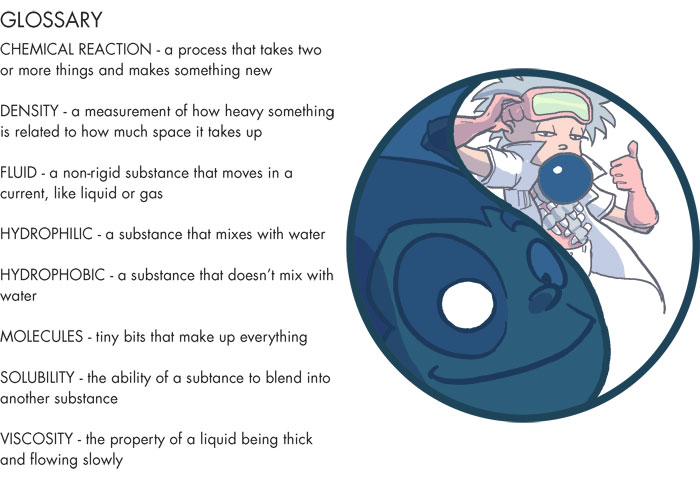 GLOSSARY
CHEMICAL REACTION - a process that takes two
or more things and makes something new
DENSITY - a measurement of how heavy something
is related to how much space it takes up
FLUID - a non-rigid substance that moves in a
current, like liquid or gas
HYDROPHILIC - a substance that mixes with water
HYDROPHOBIC - a substance that doesn’t mix with
water
MOLECULES - tiny bits that make up everything
SOLUBILITY - the ability of a subtance to blend into
another substance
VISCOSITY - the property of a liquid being thick
and flowing slowly